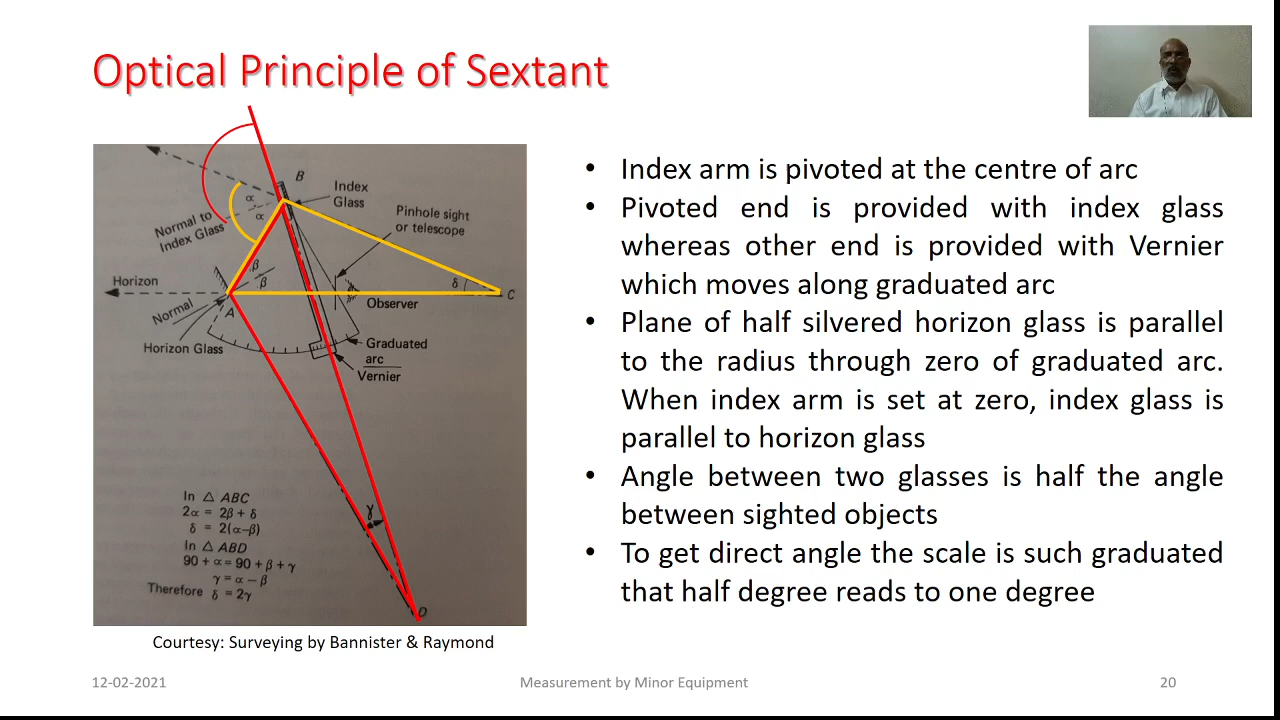 Optical Principle of Sextant
B
Index
Glass
α
α
Pinhole sight
or telescope
Normal to
Index Glass
β
β
Horizon
δ
C
Observer
Normal
A
Horizon Glass
Graduated
arc
Vernier
γ
In △ ABC
2α = 2β + δ
δ = 2(α-β)
In △ ABD
90 + α = 90 + β + γ
γ = α - β
Therefore δ = 2γ
D
Courtesy: Surveying by Bannister & Raymond
• Index arm is pivoted at the centre of arc
• Pivoted end is provided with index glass
whereas other end is provided with Vernier
which moves along graduated arc
• Plane of half silvered horizon glass is parallel
to the radius through zero of graduated arc.
When index arm is set at zero, index glass is
parallel to horizon glass
• Angle between two glasses is half the angle
between sighted objects
• To get direct angle the scale is such graduated
that half degree reads to one degree
12-02-2021
Measurement by Minor Equipment
20